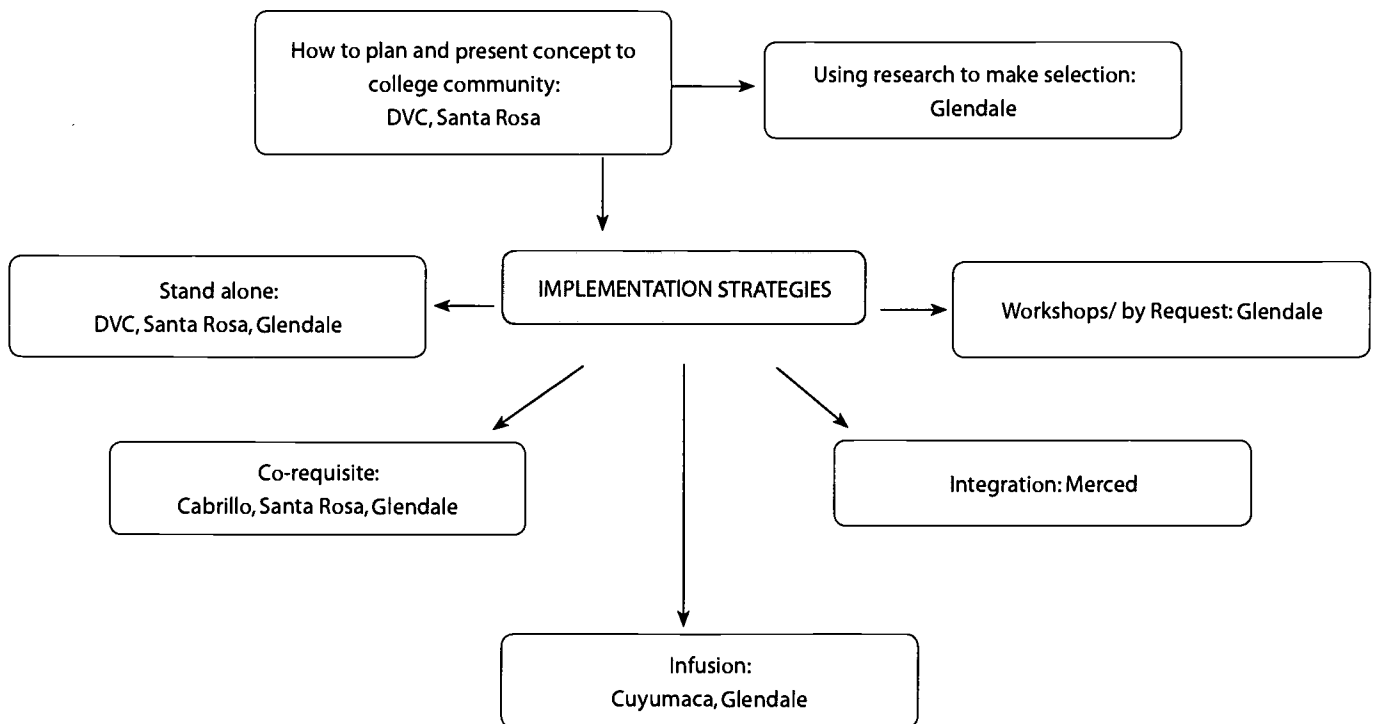 How to plan and present concept to
college community:
DVC, Santa Rosa
Using research to make selection:
Glendale
IMPLEMENTATION STRATEGIES
Stand alone:
DVC, Santa Rosa, Glendale
Workshops/ by Request: Glendale
Co-requisite:
Cabrillo, Santa Rosa, Glendale
Integration: Merced
Infusion:
Cuyumaca, Glendale